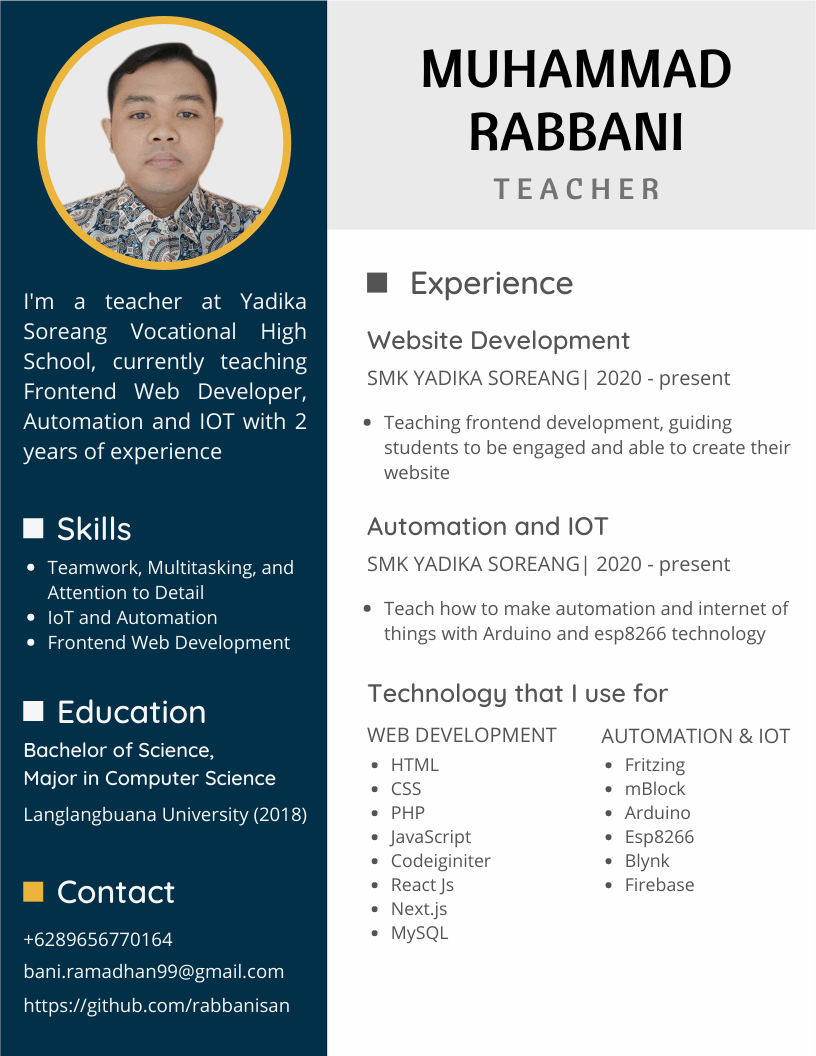 MUHAMMAD
RABBANI
TEACHER
I'm a teacher at Yadika
Soreang Vocational High
School, currently teaching
Frontend Web Developer,
Automation and IOT with 2
years of experience
Skills
Teamwork, Multitasking, and
Attention to Detail
IoT and Automation
Frontend Web Development
Education
Bachelor of Science,
Major in Computer Science
Langlangbuana University (2018)
Contact
+6289656770164
bani.ramadhan99@gmail.com
https://github.com/rabbanisan
Experience
Website Development
SMK YADIKA SOREANG| 2020 - present
Teaching frontend development, guiding
students to be engaged and able to create their
website
Automation and IOT
SMK YADIKA SOREANG| 2020 - present
Teach how to make automation and internet of
things with Arduino and esp8266 technology
Technology that I use for
WEB DEVELOPMENT
HTML
CSS
PHP
JavaScript
Codeiginiter
React Js
Next.js
MySQL
AUTOMATION & IOT
Fritzing
mBlock
Arduino
Esp8266
Blynk
Firebase